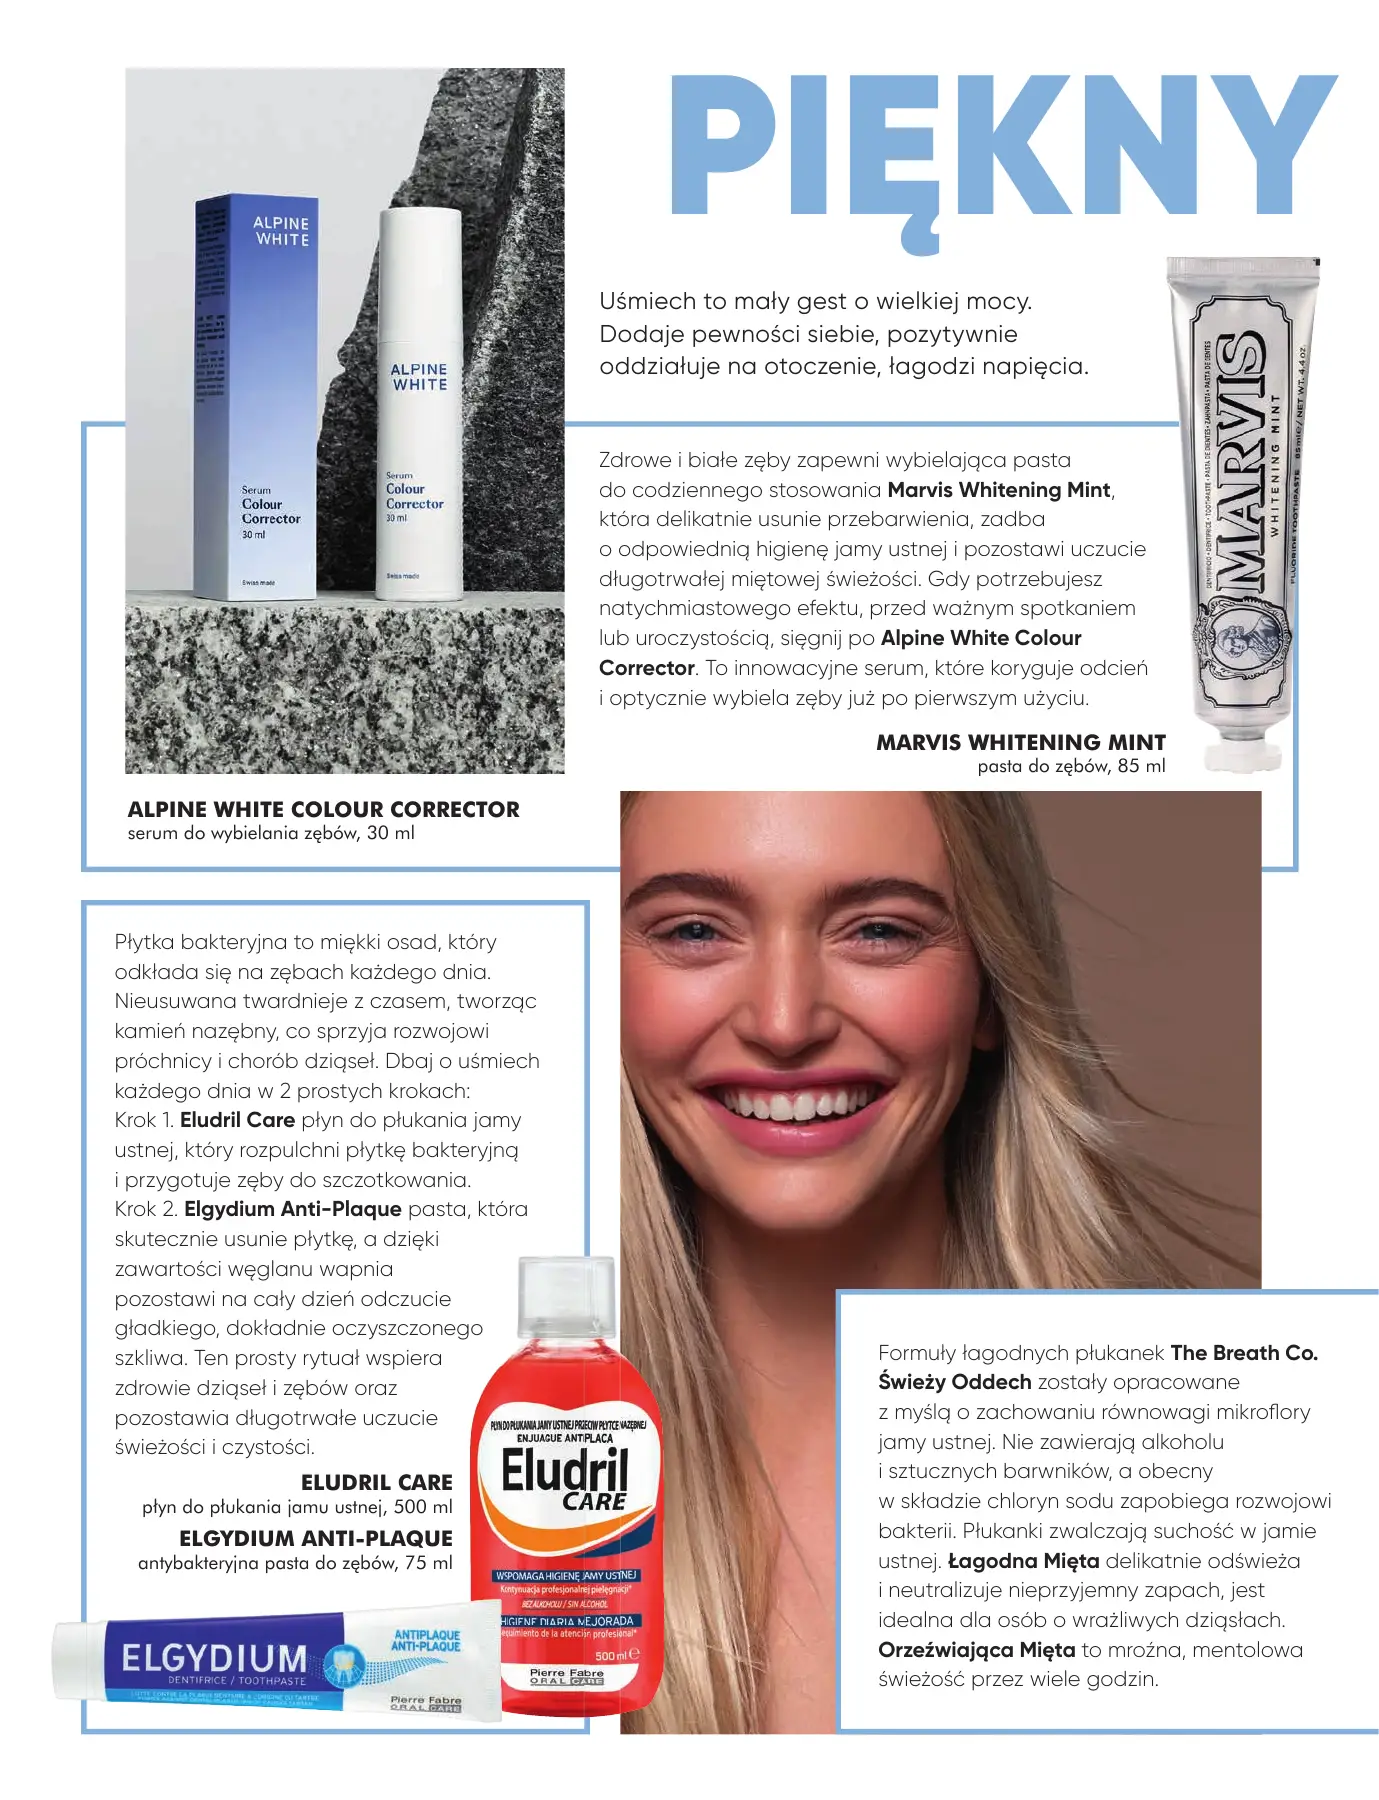 PIĘKNY
Uśmiech to mały gest o wielkiej mocy.
Dodaje pewności siebie, pozytywnie
oddziałuje na otoczenie, łagodzi napięcia.
ALPINE
WHITE
Serum
Colour
Corrector
30 ml
Swiss made
ALPINE
WHITE
Serum
Colour
Corrector
30 ml
Swiss made
Zdrowe i białe zęby zapewni wybielająca pasta
do codziennego stosowania Marvis Whitening Mint,
która delikatnie usunie przebarwienia, zadba
o odpowiednią higienę jamy ustnej i pozostawi uczucie
długotrwałej miętowej świeżości. Gdy potrzebujesz
natychmiastowego efektu, przed ważnym spotkaniem
lub uroczystością, sięgnij po Alpine White Colour
Corrector. To innowacyjne serum, które koryguje odcień
i optycznie wybiela zęby już po pierwszym użyciu.
MARVIS WHITENING MINT
pasta do zębów, 85 ml
MARVIS
WHITENING MINT
FLUORIDE TOOTHPASTE 85 ml e / NET WT. 4.4 oz.
ALPINE WHITE COLOUR CORRECTOR
serum do wybielania zębów, 30 ml
Płytka bakteryjna to miękki osad, który
odkłada się na zębach każdego dnia.
Nieusuwana twardnieje z czasem, tworząc
kamień nazębny, co sprzyja rozwojowi
próchnicy i chorób dziąseł. Dbaj o uśmiech
każdego dnia w 2 prostych krokach:
Krok 1. Eludril Care płyn do płukania jamy
ustnej, który rozpulchni płytkę bakteryjną
i przygotuje zęby do szczotkowania.
Krok 2. Elgydium Anti-Plaque pasta, która
skutecznie usunie płytkę, a dzięki
zawartości węglanu wapnia
pozostawi na cały dzień odczucie
gładkiego, dokładnie oczyszczonego
szkliwa. Ten prosty rytuał wspiera
zdrowie dziąseł i zębów oraz
pozostawia długotrwałe uczucie
świeżości i czystości.
ELUDRIL CARE
płyn do płukania jamu ustnej, 500 ml
ELGYDIUM ANTI-PLAQUE
antybakteryjna pasta do zębów, 75 ml
PŁYN DO PŁUKANIA JAMY USTNEJ PRZECIW PŁYTCE NAZĘBNEJ
ENJUAGUE ANTIPLACA
Eludril
CARE
WSPOMAGA HIGIENĘ JAMY USTNEJ
Kontynuacja profesjonalnej pielęgnacji*
BEZ ALKOHOLU / SIN ALCOHOL
HIGIENE DIARIA MEJORADA
Seguimiento de la atención profesional*
500 ml e
Pierre Fabre
ORAL CARE
ELGYDIUM
DENTIFRICE / TOOTHPASTE
ANTIPLAQUE
ANTI-PLAQUE
Pierre Fabre
ORAL CARE
Formuły łagodnych płukanek The Breath Co.
Świeży Oddech zostały opracowane
z myślą o zachowaniu równowagi mikroflory
jamy ustnej. Nie zawierają alkoholu
i sztucznych barwników, a obecny
w składzie chloryn sodu zapobiega rozwojowi
bakterii. Płukanki zwalczają suchość w jamie
ustnej. Łagodna Mięta delikatnie odświeża
i neutralizuje nieprzyjemny zapach, jest
idealna dla osób o wrażliwych dziąsłach.
Orzeźwiająca Mięta to mroźna, mentolowa
świeżość przez wiele godzin.